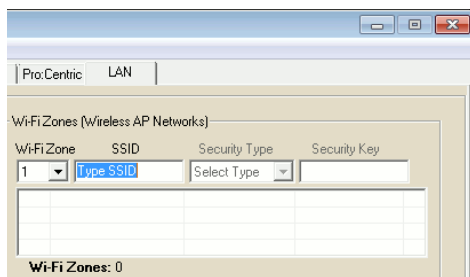 Pro:Centric LAN
Wi-Fi Zones (Wireless AP Networks)
Wi-Fi Zone SSID Security Type Security Key
1 Type SSID Select Type
Wi-Fi Zones: 0